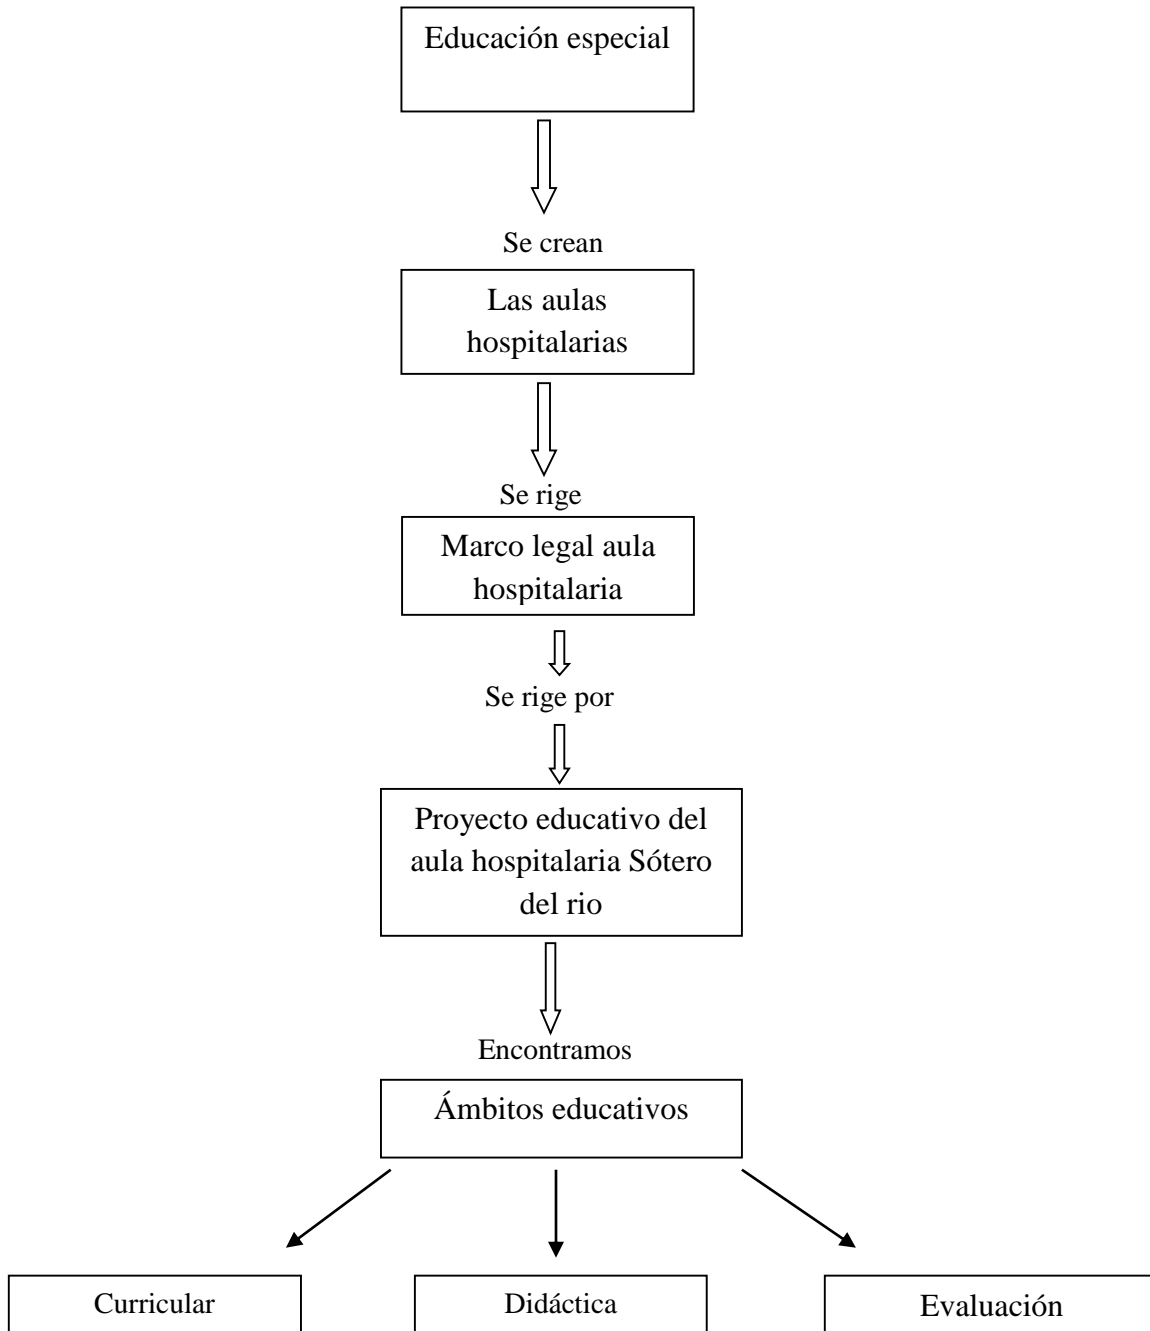 Educación especial
Se crean
Las aulas
hospitalarias
Se rige
Marco legal aula
hospitalaria
Se rige por
Proyecto educativo del
aula hospitalaria Sótero
del rio
Encontramos
Ámbitos educativos
Curricular
Didáctica
Evaluación